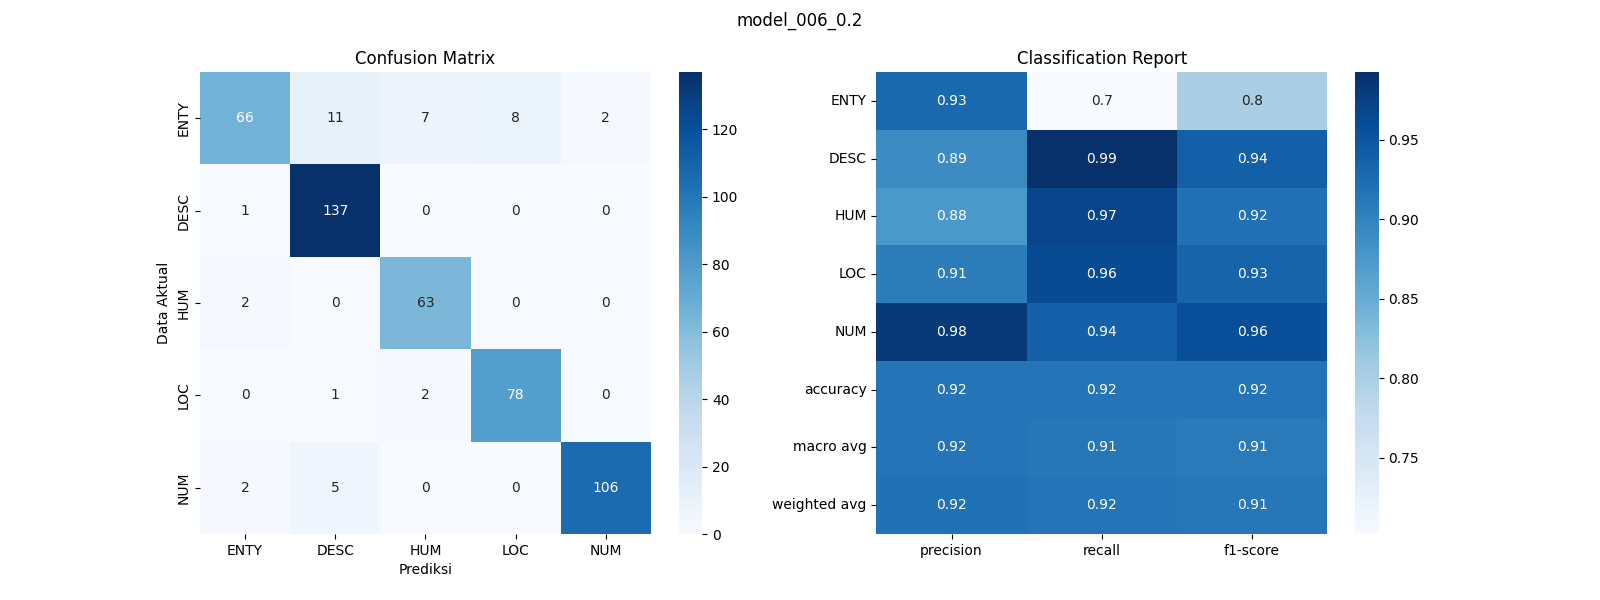 model_006_0.2
Confusion Matrix
ENTY 66 11 7 8 2
DESC 1 137 0 0 0
HUM 2 0 63 0 0
LOC 0 1 2 78 0
NUM 2 5 0 0 106
ENTY DESC HUM LOC NUM
Data Aktual
Prediksi
120
100
80
60
40
20
0
Classification Report
ENTY 0.93 0.7 0.8
DESC 0.89 0.99 0.94
HUM 0.88 0.97 0.92
LOC 0.91 0.96 0.93
NUM 0.98 0.94 0.96
accuracy 0.92 0.92 0.92
macro avg 0.92 0.91 0.91
weighted avg 0.92 0.92 0.91
precision recall f1-score
0.95
0.90
0.85
0.80
0.75